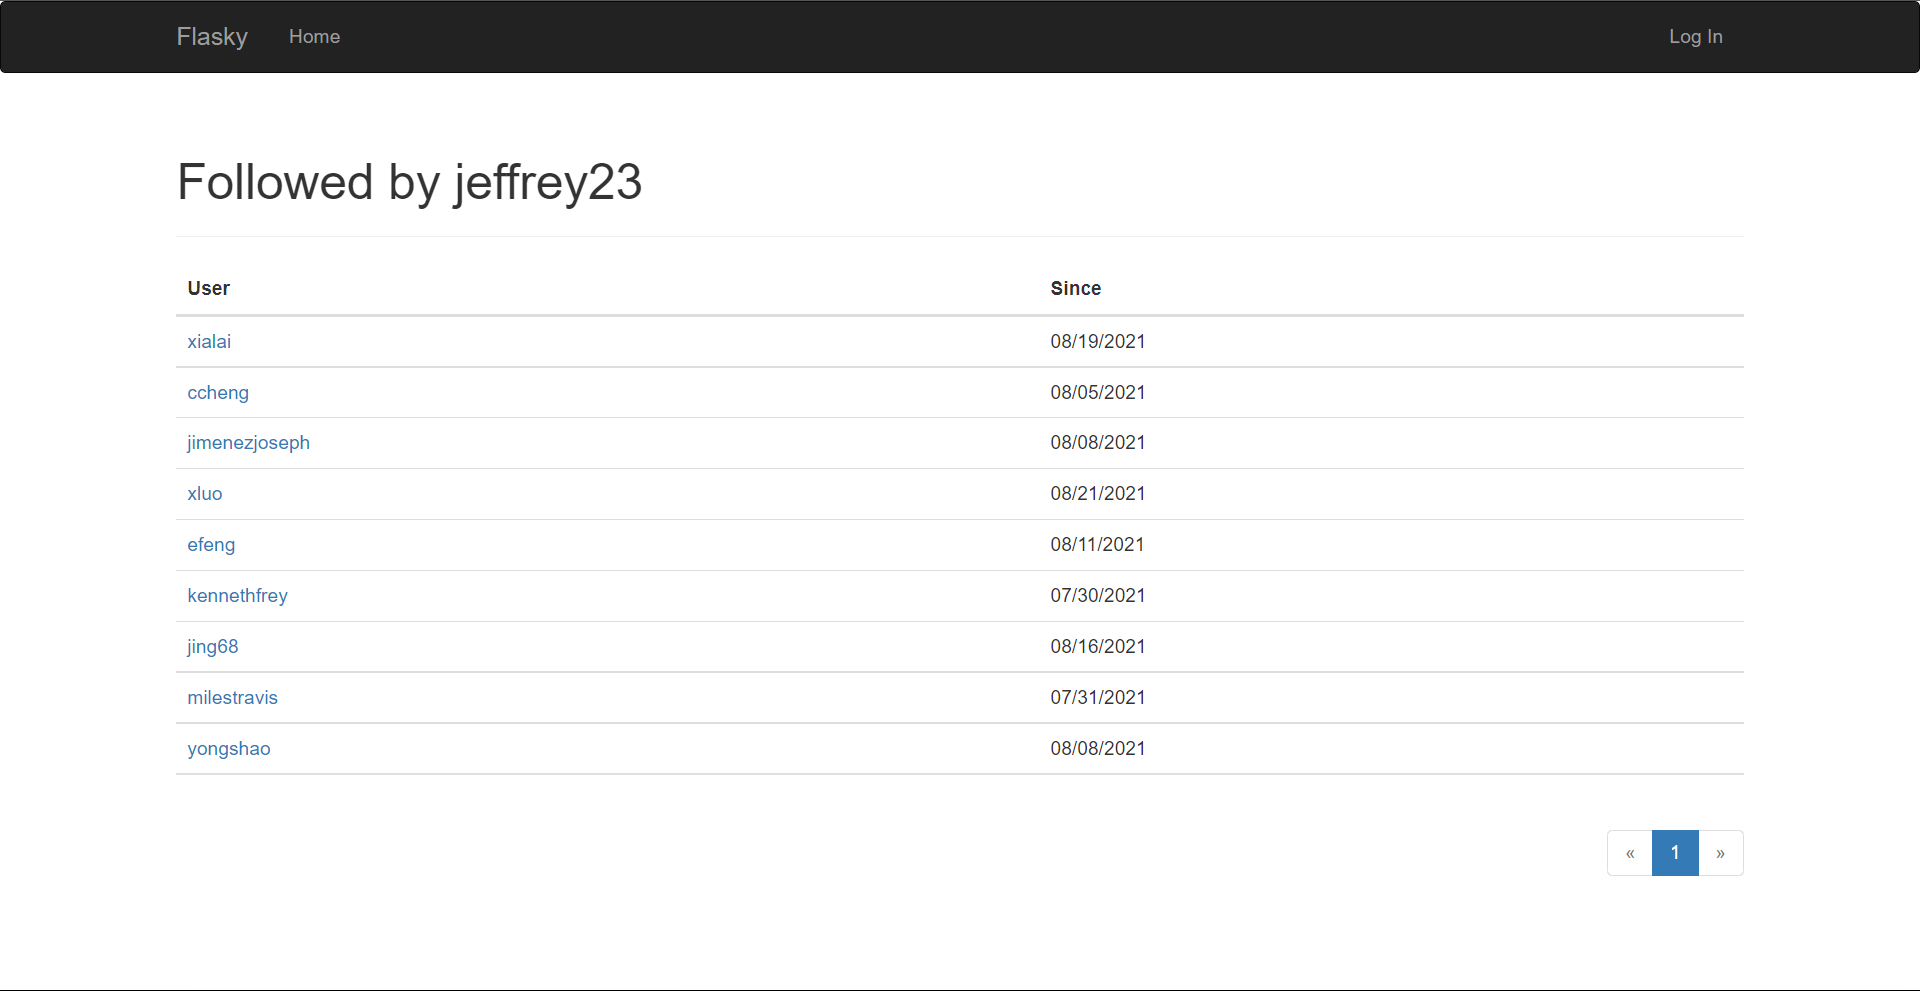 Flasky Home Log In
Followed by jeffrey23
User Since
xialai 08/19/2021
ccheng 08/05/2021
jimenezjoseph 08/08/2021
xluo 08/21/2021
efeng 08/11/2021
kennethfrey 07/30/2021
jing68 08/16/2021
milestravis 07/31/2021
yongshao 08/08/2021
« 1 »